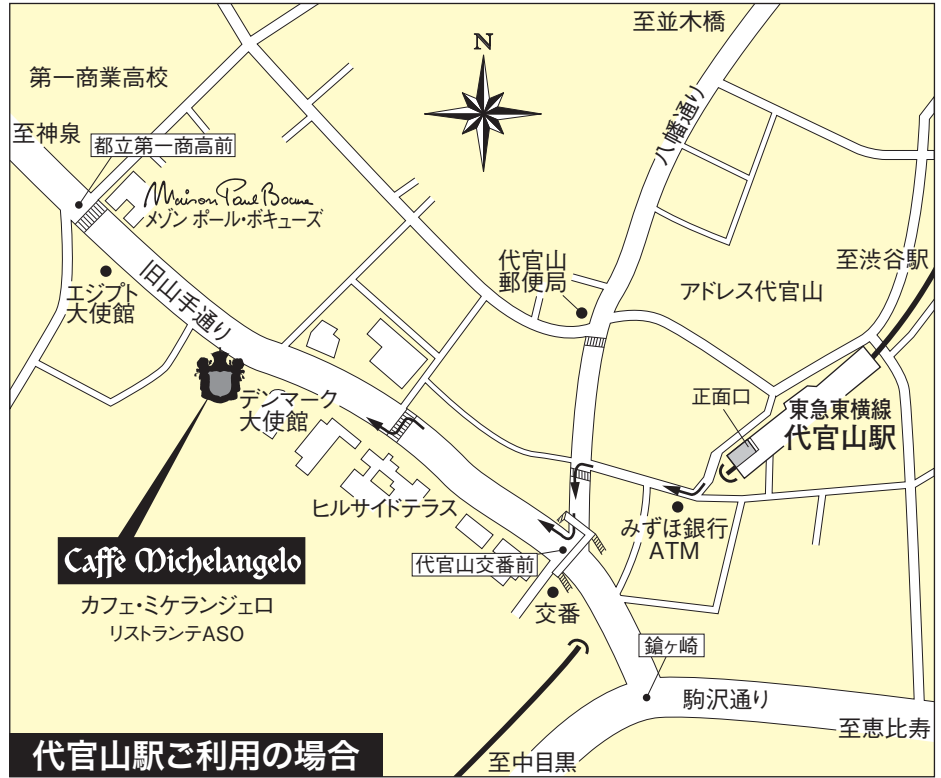 至並木橋
N
第一商業高校
至神泉
都立第一商高前
八幡通り
Maison Paul Bocuse
メゾン ポール・ボキューズ
代官山
郵便局
至渋谷駅
エジプト
大使館
旧山手通り
アドレス代官山
デンマーク
大使館
正面口
東急東横線
代官山駅
ヒルサイドテラス
みずほ銀行
ATM
Caffè Michelangelo
代官山交番前
カフェ・ミケランジェロ
リストランテASO
交番
鎗ヶ崎
駒沢通り
至恵比寿
代官山駅ご利用の場合
至中目黒